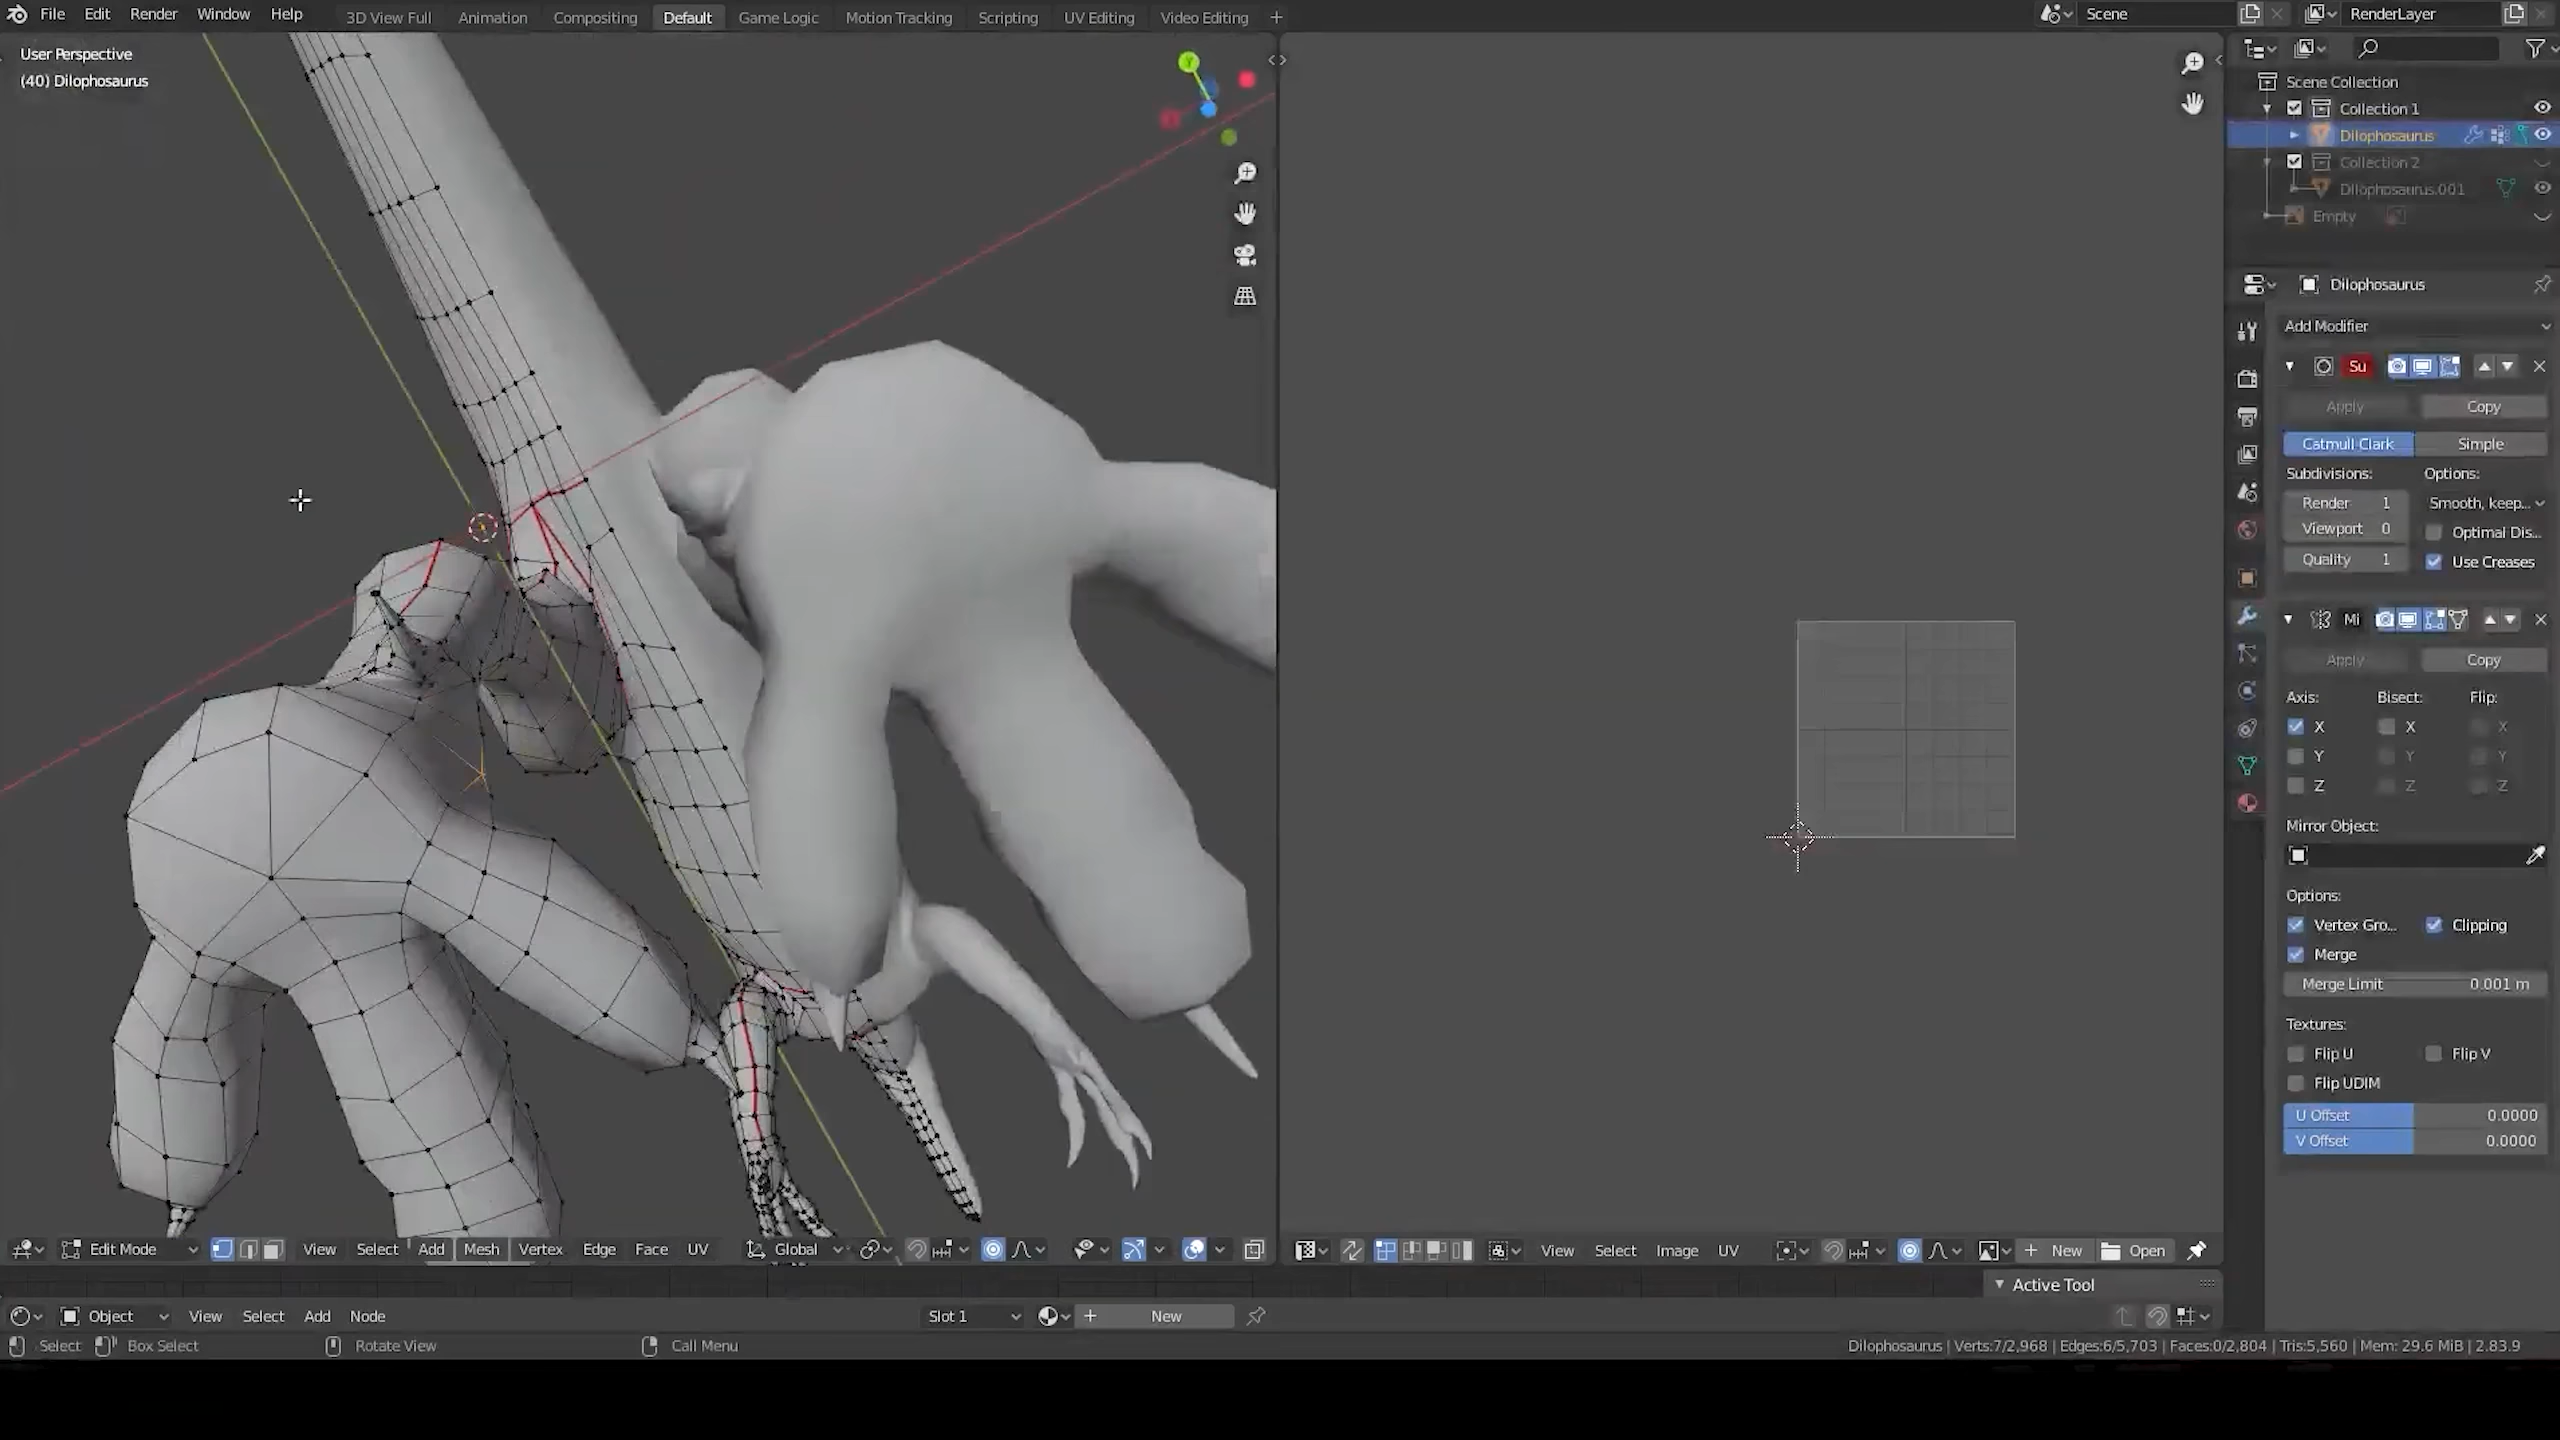 File Edit Render Window Help 3D View Full Animation Compositing Default Game Logic Motion Tracking Scripting UV Editing Video Editing + Scene RenderLayer
User Perspective
(40) Dilophosaurus
Y
Scene Collection
Collection 1
Dilophosaurus
Collection 2
Dilophosaurus.001
Empty
Dilophosaurus
Add Modifier
Su
Apply Copy
Catmull Clark Simple
Subdivisions: Options:
Render 1 Smooth, keep...
Viewport 0 Optimal Dis...
Quality 1 Use Creases
Mi
Apply Copy
Axis: Bisect: Flip:
X X X
Y Y Y
Z Z Z
Mirror Object:
Options:
Vertex Gro... Clipping
Merge
Merge Limit 0.001 m
Textures:
Flip U Flip V
Flip UDIM
U Offset 0.0000
V Offset 0.0000
Edit Mode View Select Add Mesh Vertex Edge Face UV Global
View Select Image UV + New Open
Active Tool
Object View Select Add Node Slot 1 + New
Select Box Select Rotate View Call Menu
Dilophosaurus | Verts:7/2,968 | Edges:6/5,703 | Faces:0/2,804 | Tris:5,560 | Mem: 29.6 MiB | 2.83.9